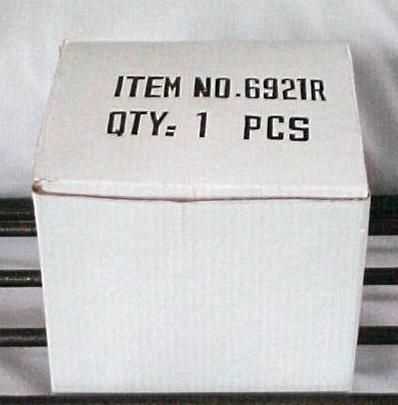 ITEM NO.6921R
QTY: 1 PCS